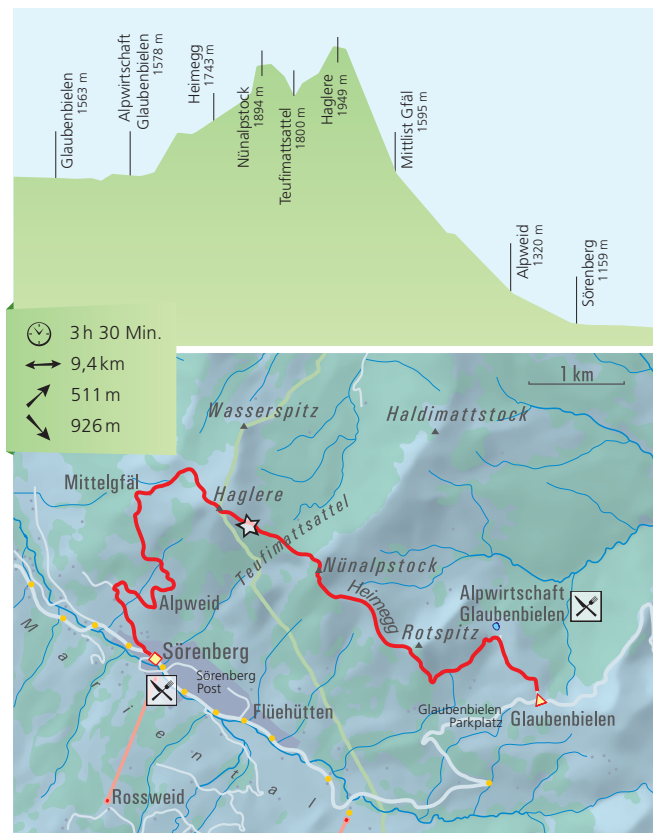 Glaubenbielen
1563 m
Alpwirtschaft
Glaubenbielen
1578 m
Heimegg
1743 m
Nünalpstock
1894 m
Teufimattsattel
1800 m
Haglere
1949 m
Mittlist Gfäl
1595 m
Alpweid
1320 m
Sörenberg
1159 m
3 h 30 Min.
9,4 km
511 m
926 m
1 km
Wasserspitz
Haldimattstock
Mittelgfäl
Haglere
Teufimattsattel
Nünalpstock
Heimegg
Alpwirtschaft
Glaubenbielen
Alpweid
Rotspitz
Sörenberg
Sörenberg
Post
Flüehütten
Glaubenbielen
Parkplatz
Glaubenbielen
Mariental
Rossweid